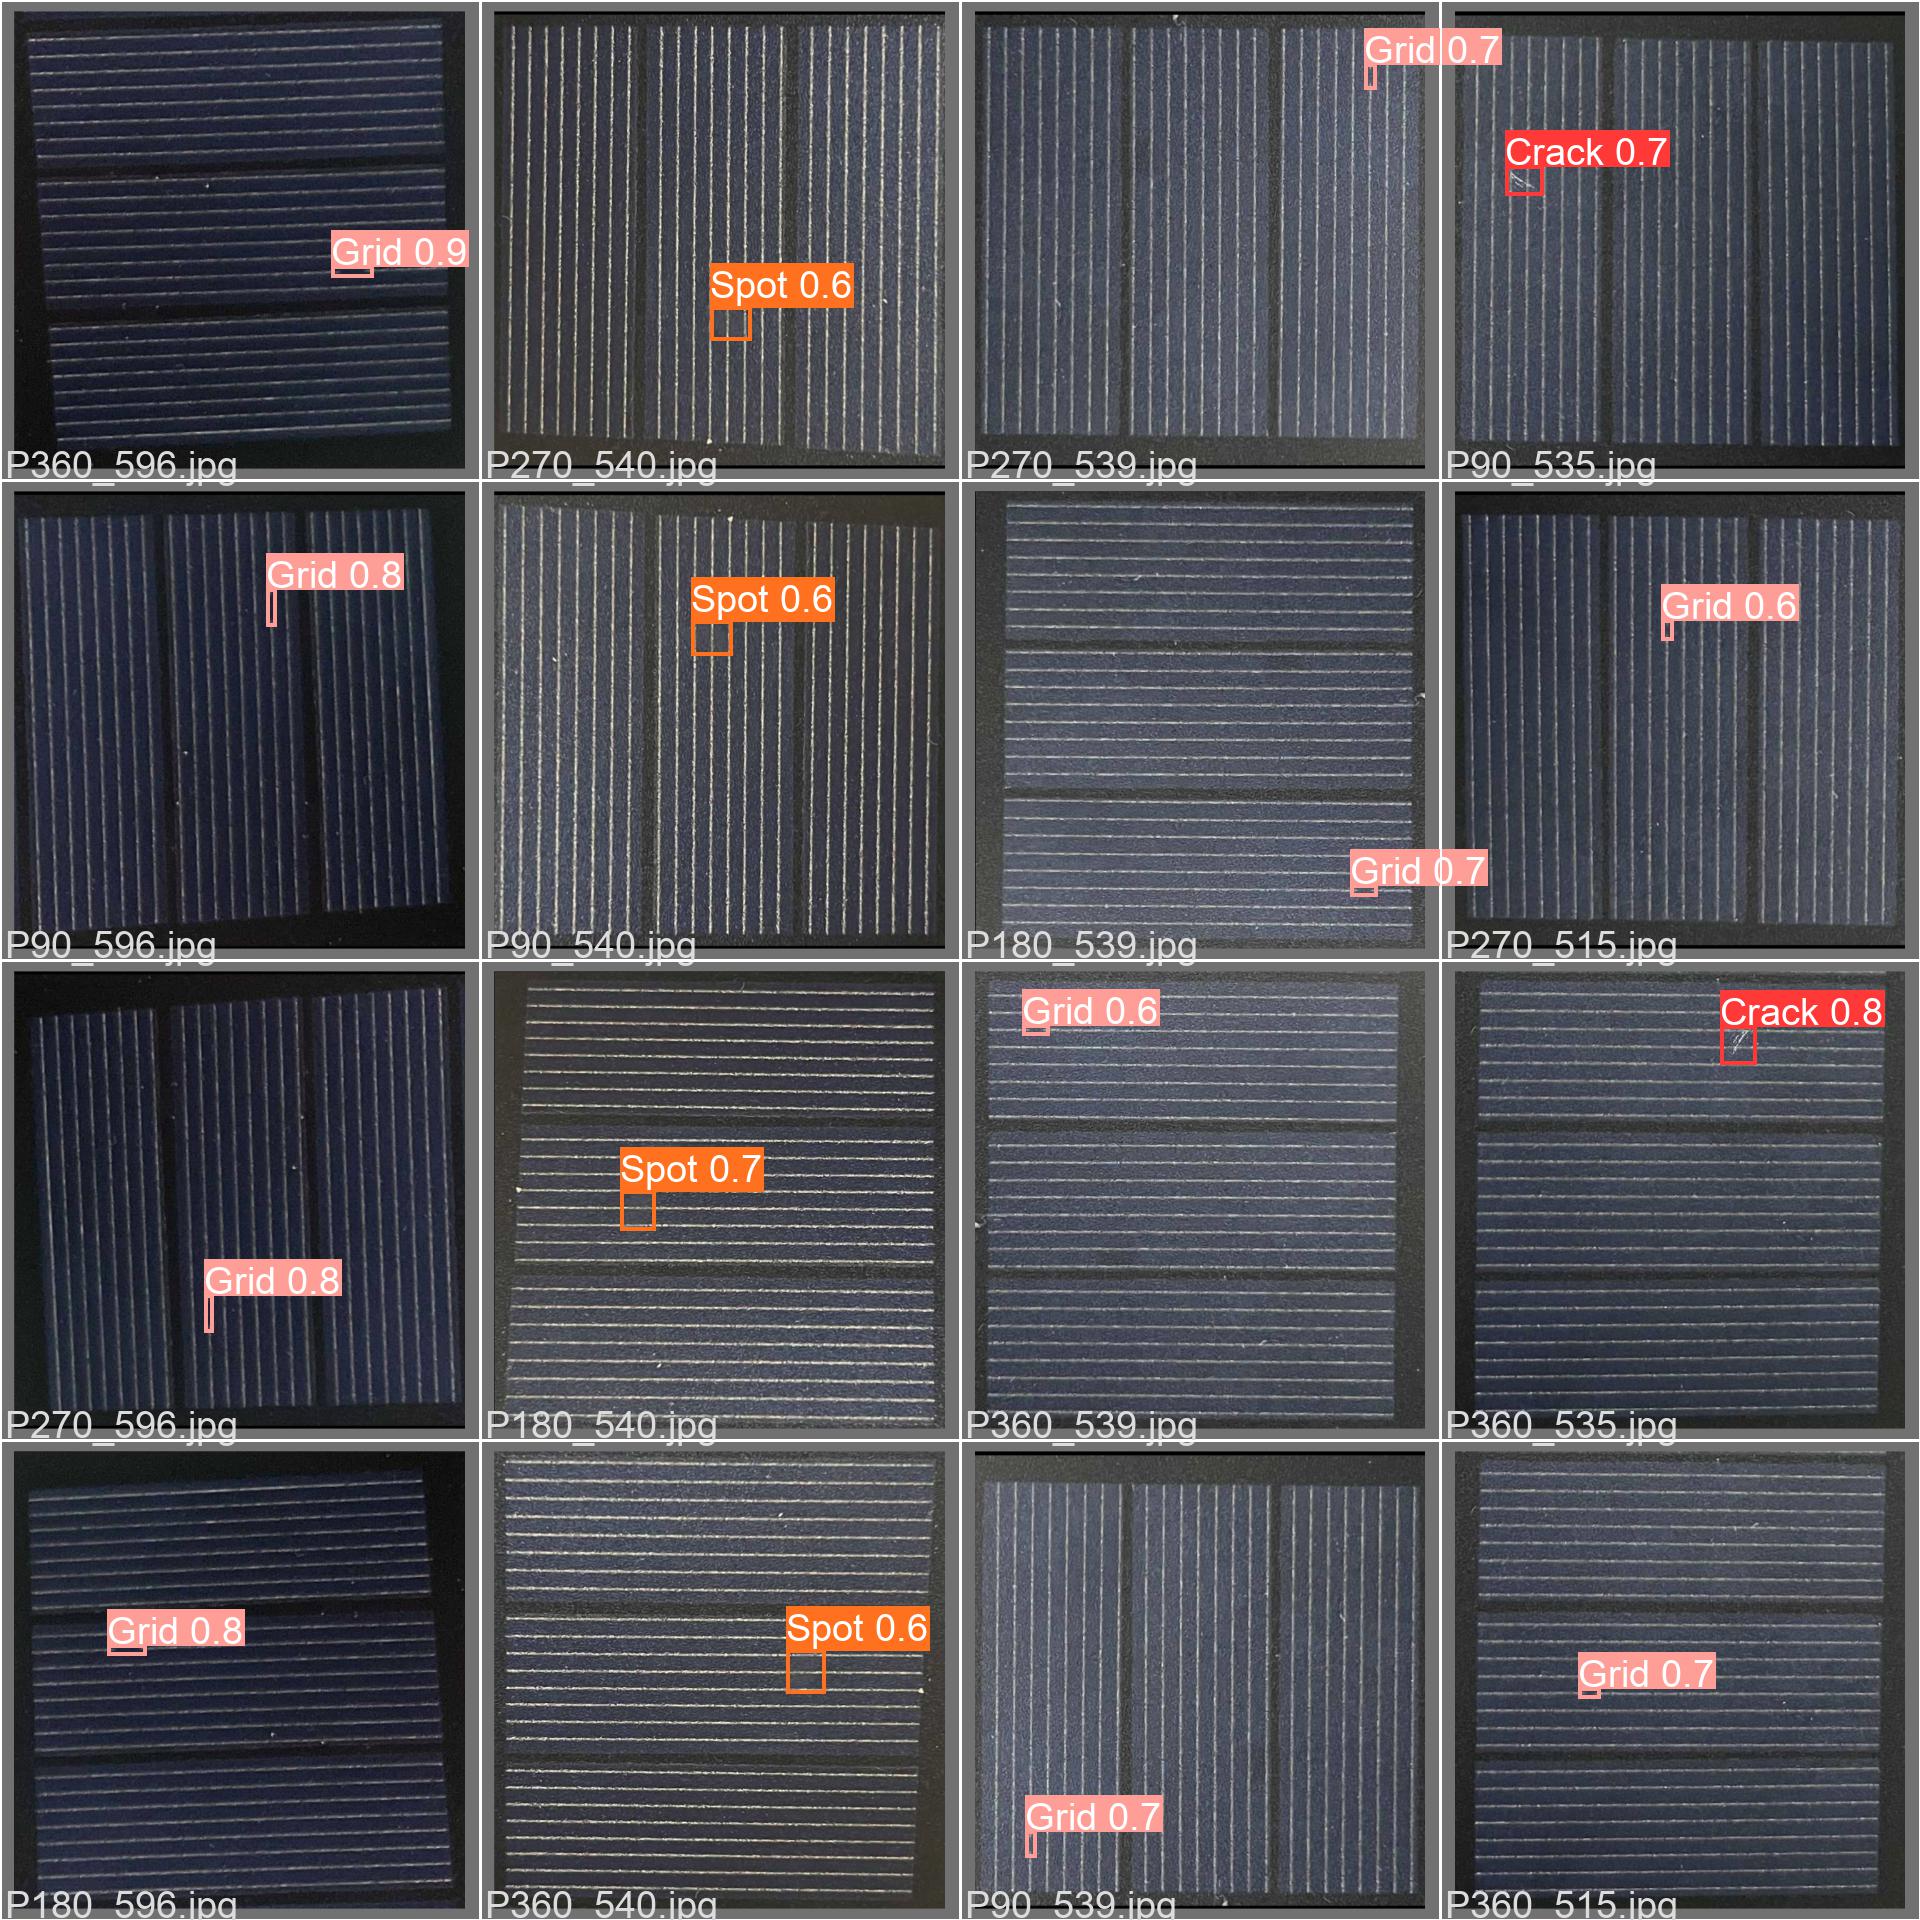 Grid 0.9
P360_596.jpg
Spot 0.6
P270_540.jpg
Grid 0.7
P270_539.jpg
Crack 0.7
P90_535.jpg
Grid 0.8
P90_596.jpg
Spot 0.6
P90_540.jpg
Grid 0.7
P180_539.jpg
Grid 0.6
P270_515.jpg
Grid 0.8
P270_596.jpg
Spot 0.7
P180_540.jpg
Grid 0.6
P360_539.jpg
Crack 0.8
P360_535.jpg
Grid 0.8
P180_596.jpg
Spot 0.6
P360_540.jpg
Grid 0.7
P90_539.jpg
Grid 0.7
P360_515.jpg